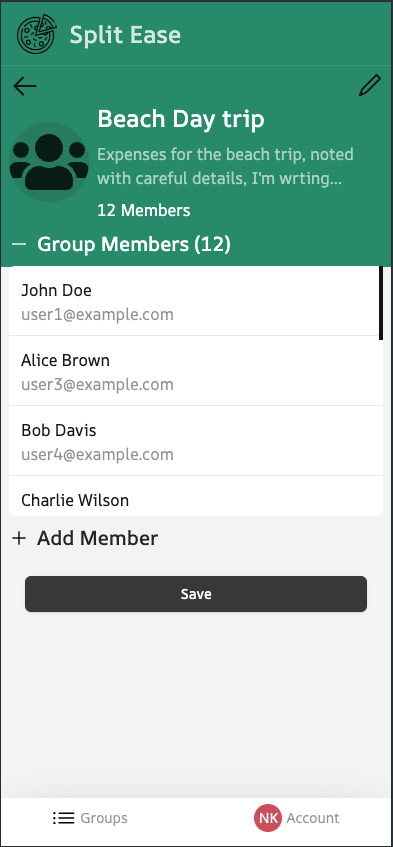 Split Ease
Beach Day trip
Expenses for the beach trip, noted
with careful details, I'm wrting...
12 Members
Group Members (12)
John Doe
user1@example.com
Alice Brown
user3@example.com
Bob Davis
user4@example.com
Charlie Wilson
Add Member
Save
Groups
NK Account